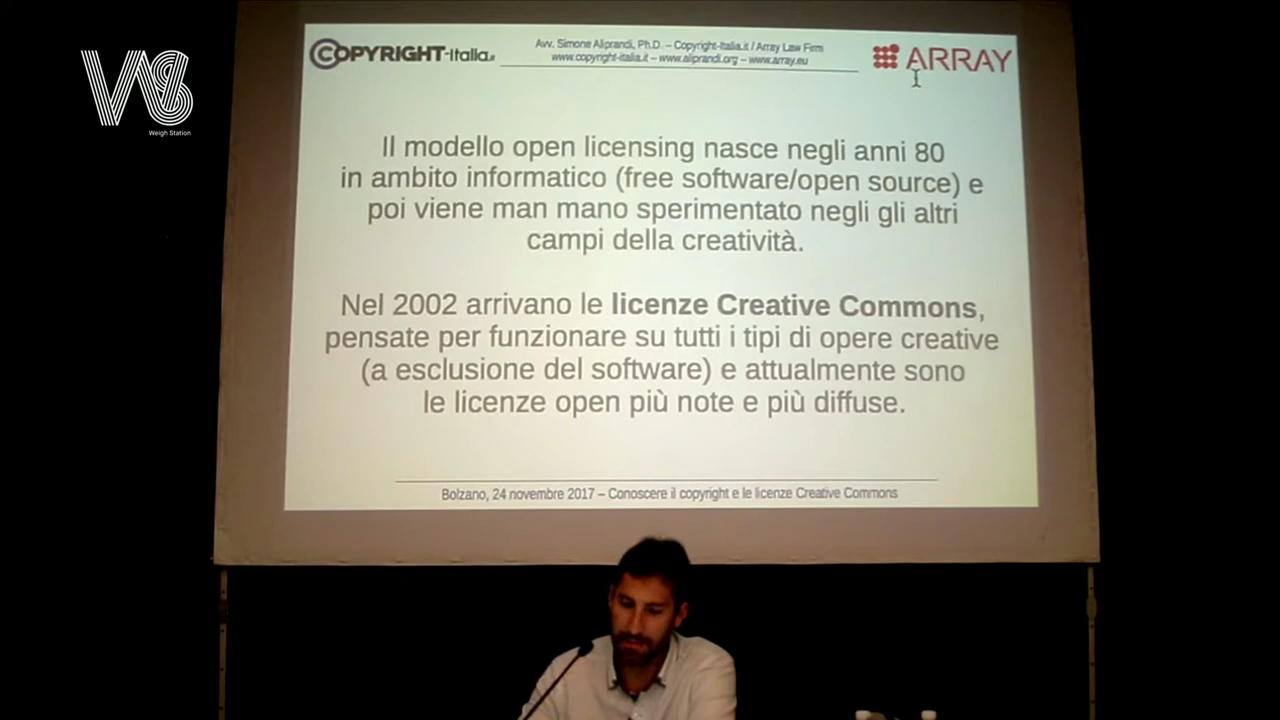 WS
Weigh Station
COPYRIGHT-Italia.it
Avv. Simone Aliprandi, Ph.D. – Copyright-Italia.it / Array Law Firm
www.copyright-italia.it – www.aliprandi.org – www.array.eu
ARRAY
Il modello open licensing nasce negli anni 80
in ambito informatico (free software/open source) e
poi viene man mano sperimentato negli gli altri
campi della creatività.
Nel 2002 arrivano le licenze Creative Commons,
pensate per funzionare su tutti i tipi di opere creative
(a esclusione del software) e attualmente sono
le licenze open più note e più diffuse.
Bolzano, 24 novembre 2017 – Conoscere il copyright e le licenze Creative Commons